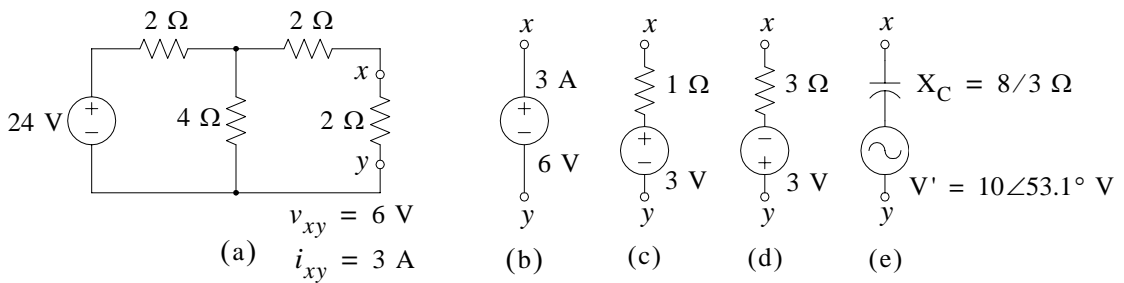 2 Ω
2 Ω
24 V
+
−
4 Ω
x
2 Ω
y
v_xy = 6 V
(a) i_xy = 3 A
x
3 A
+
−
6 V
y
(b)
x
1 Ω
+
−
3 V
y
(c)
x
3 Ω
−
+
3 V
y
(d)
x
X_C = 8/3 Ω
V' = 10∠53.1° V
y
(e)